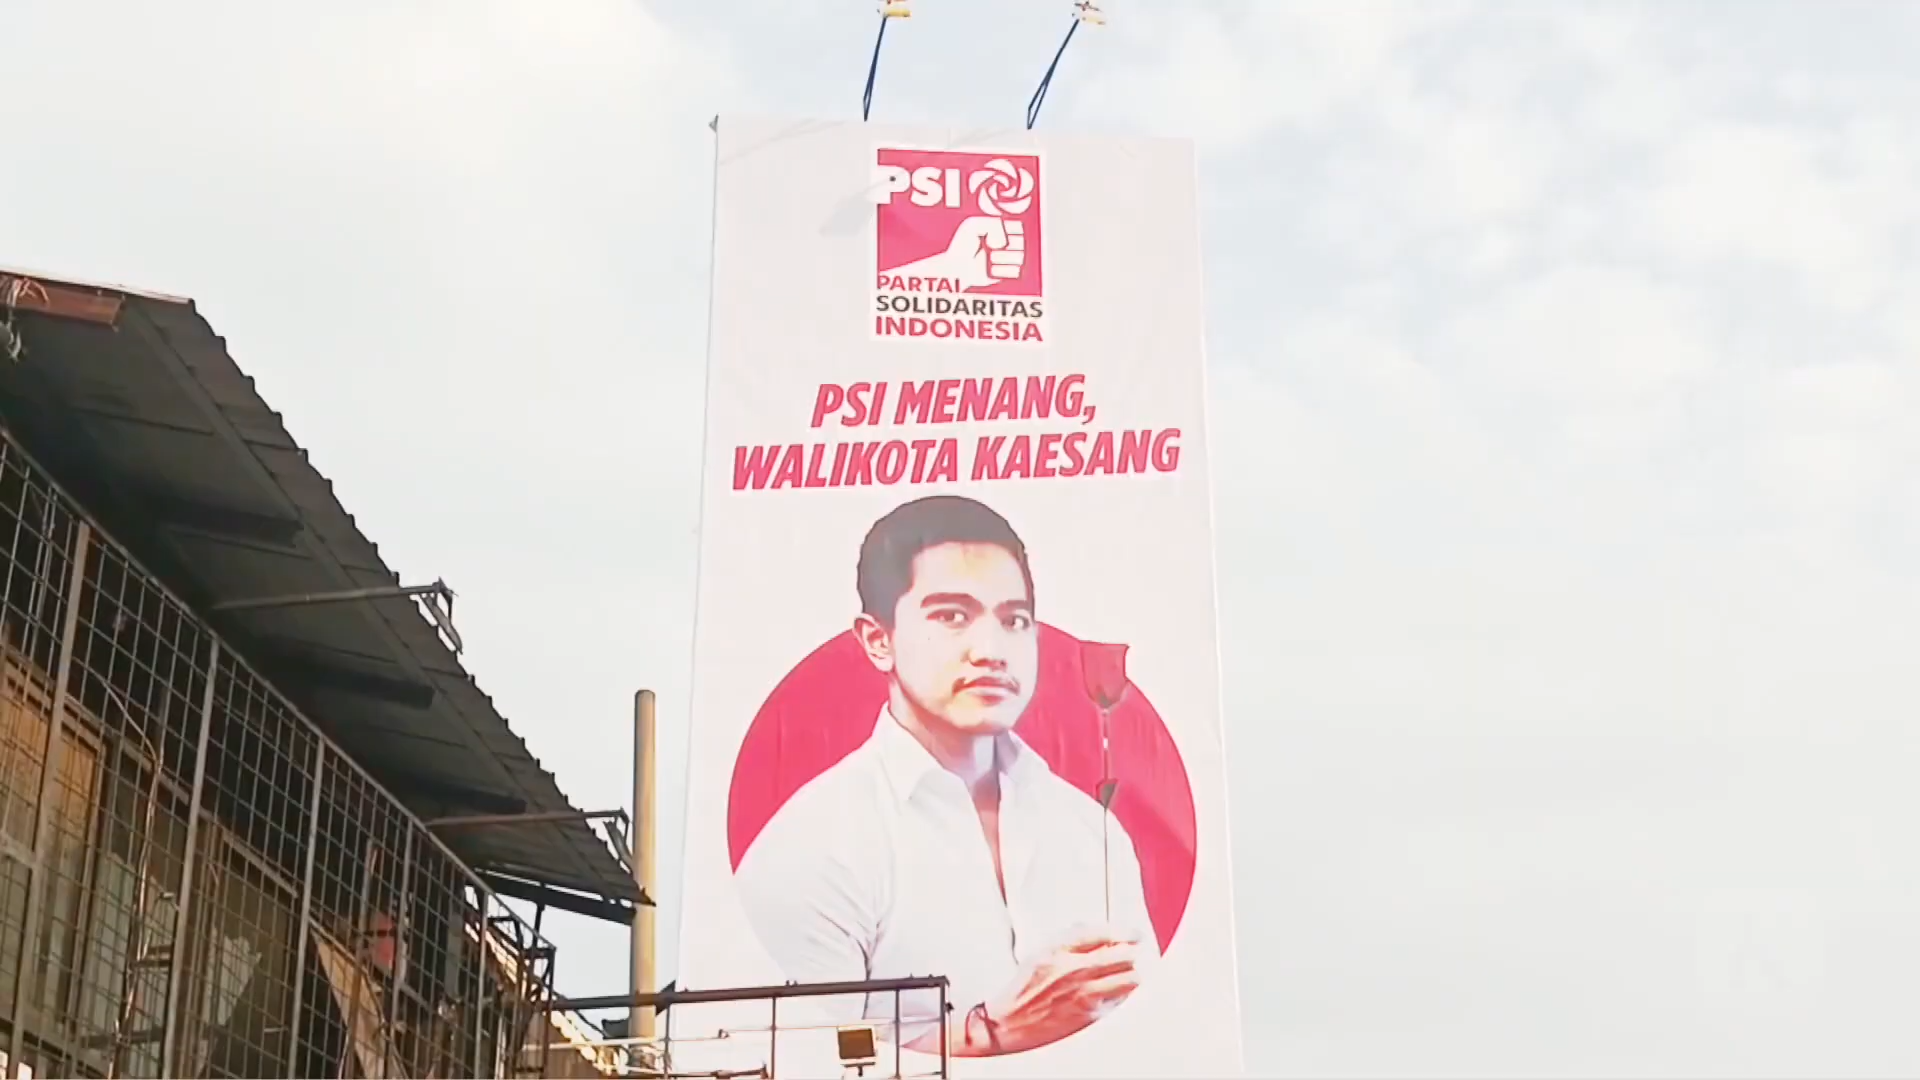 PSI
PARTAI
SOLIDARITAS
INDONESIA
PSI MENANG,
WALIKOTA KAESANG